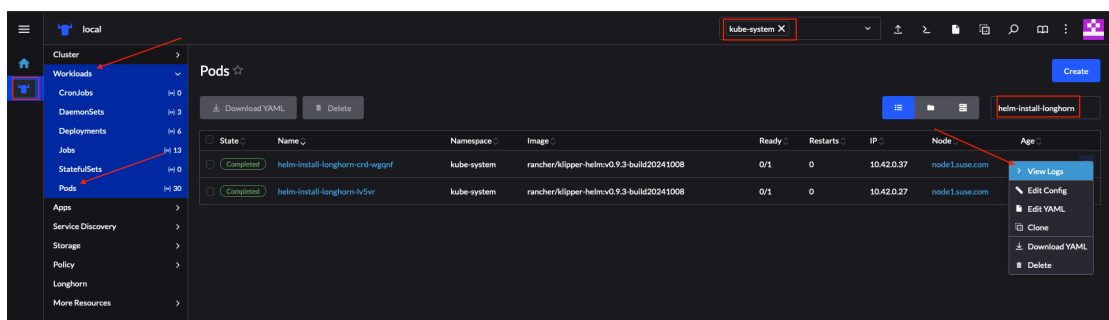 local
kube-system X
Cluster
Workloads
CronJobs 0
DaemonSets 3
Deployments 6
Jobs 13
StatefulSets 0
Pods 30
Apps
Service Discovery
Storage
Policy
Longhorn
More Resources
Pods
Create
Download YAML Delete
helm-install-longhorn
State Name Namespace Image Ready Restarts IP Node Age
Completed helm-install-longhorn-crd-wgqnf kube-system rancher/klipper-helm:v0.9.3-build20241008 0/1 0 10.42.0.37 node1.suse.com
Completed helm-install-longhorn-lv5vr kube-system rancher/klipper-helm:v0.9.3-build20241008 0/1 0 10.42.0.27 node1.suse.com
View Logs
Edit Config
Edit YAML
Clone
Download YAML
Delete